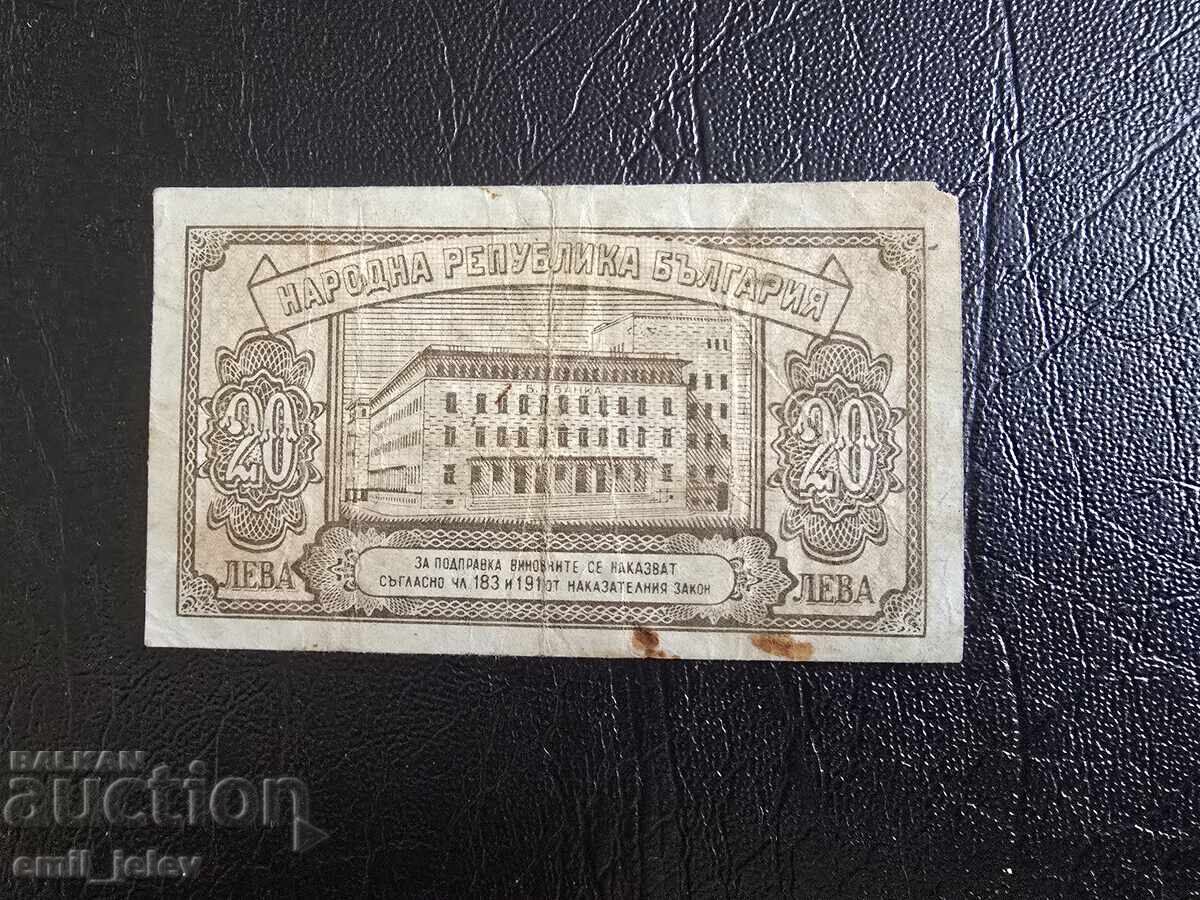 НАРОДНА РЕПУБЛИКА БЪЛГАРИЯ
Б.Н.БАНКА
20 20
ЛЕВА ЛЕВА
ЗА ПОДПРАВКА ВИНОВНИТЕ СЕ НАКАЗВАТ
СЪГЛАСНО ЧЛ 183 И 191 ОТ НАКАЗАТЕЛНИЯ ЗАКОН
BALKAN
auction
emil_jelev